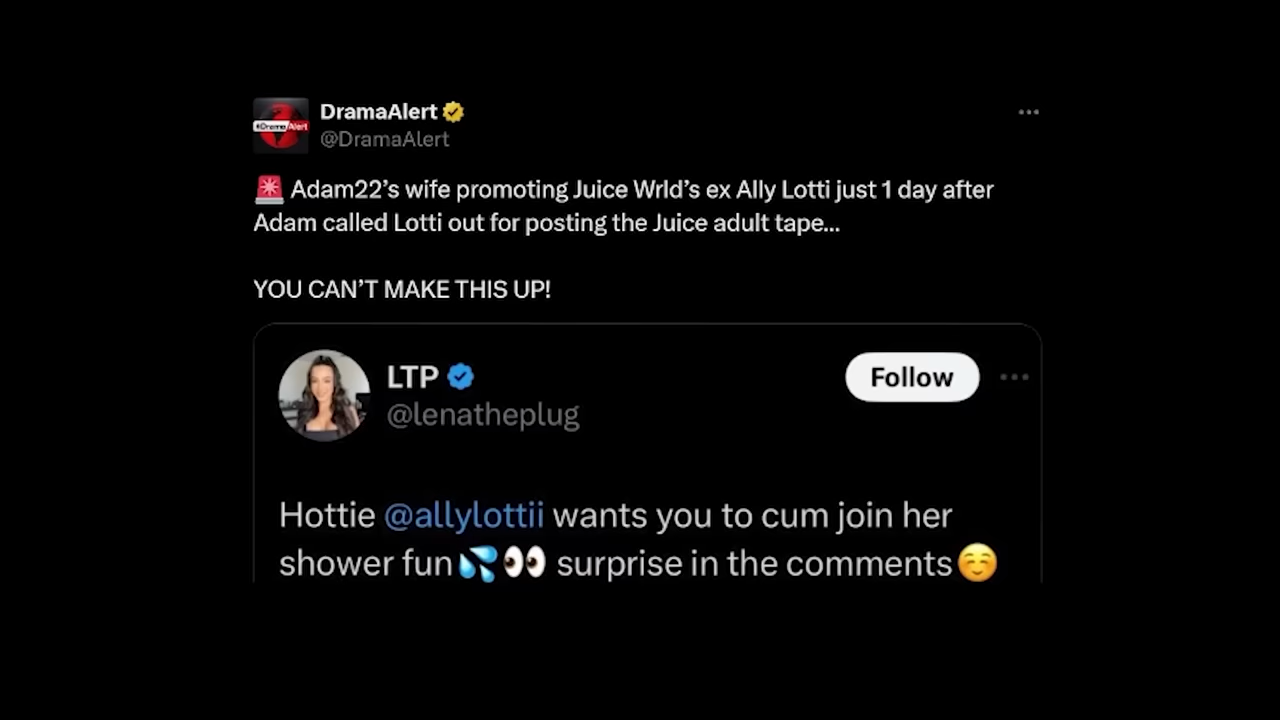 DramaAlert
@DramaAlert
#DramaAlert
🚨 Adam22’s wife promoting Juice Wrld’s ex Ally Lotti just 1 day after
Adam called Lotti out for posting the Juice adult tape...
YOU CAN’T MAKE THIS UP!
LTP
Follow
@lenatheplug
Hottie @allylottii wants you to cum join her
shower fun💦👀 surprise in the comments☺️